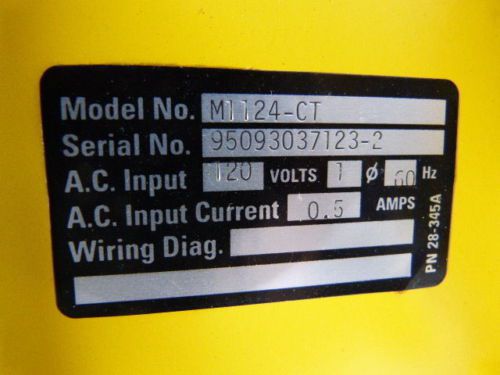 Model No. M1124-CT
Serial No. 95093037123-2
A.C. Input 120 VOLTS 1 Ø 60 Hz
A.C. Input Current 0.5 AMPS
Wiring Diag.
PN 28-345A